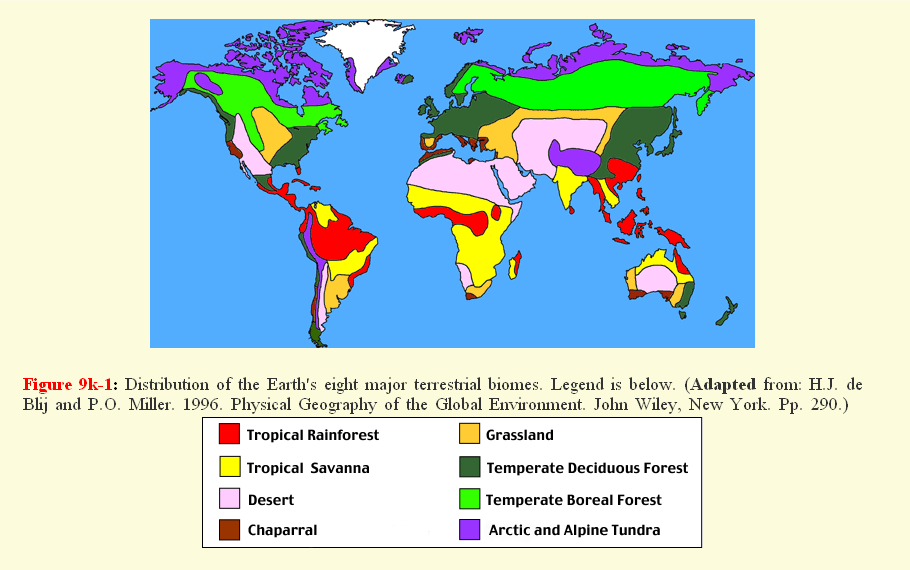 Figure 9k-1: Distribution of the Earth's eight major terrestrial biomes. Legend is below. (Adapted from: H.J. de
Blij and P.O. Miller. 1996. Physical Geography of the Global Environment. John Wiley, New York. Pp. 290.)
Tropical Rainforest
Grassland
Tropical Savanna
Temperate Deciduous Forest
Desert
Temperate Boreal Forest
Chaparral
Arctic and Alpine Tundra